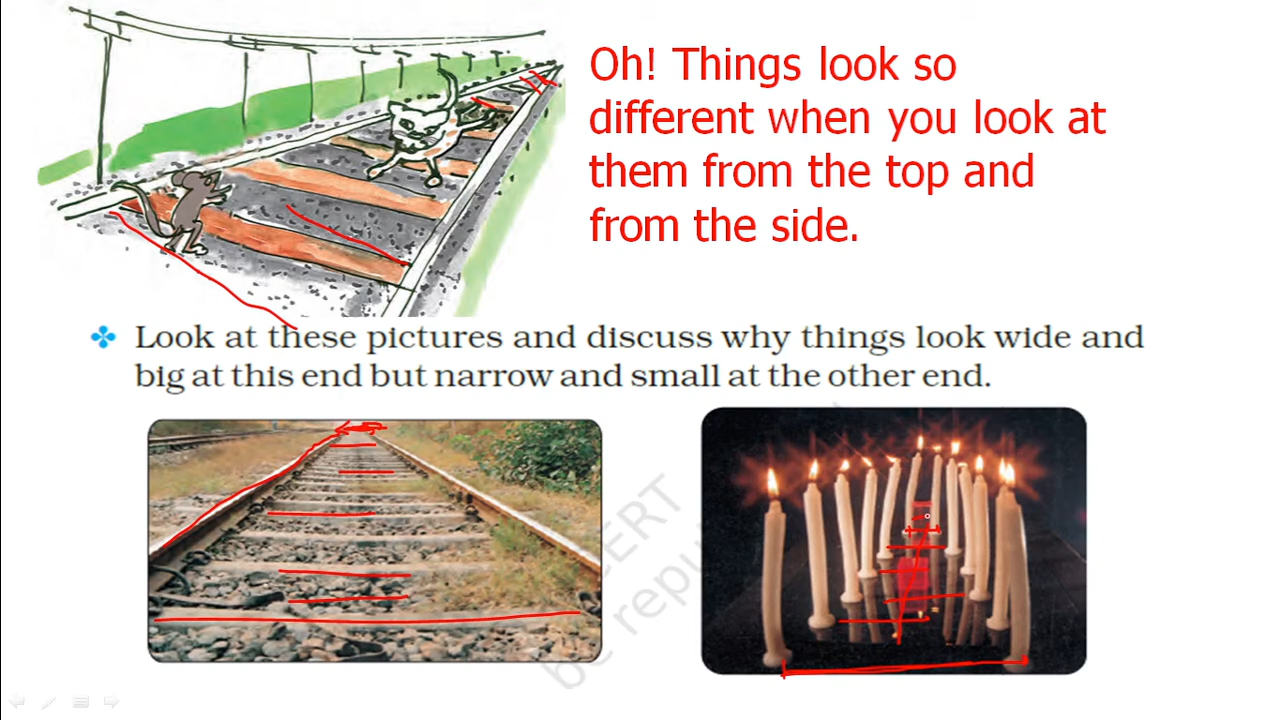 Oh! Things look so
different when you look at
them from the top and
from the side.
Look at these pictures and discuss why things look wide and
big at this end but narrow and small at the other end.